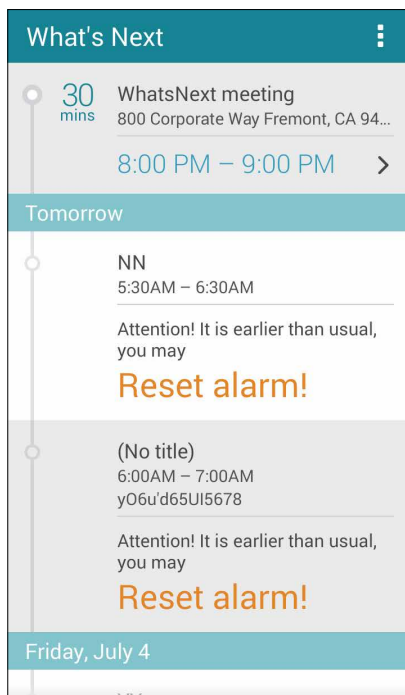 What's Next
30
mins
WhatsNext meeting
800 Corporate Way Fremont, CA 94...
8:00 PM – 9:00 PM
Tomorrow
NN
5:30AM – 6:30AM
Attention! It is earlier than usual,
you may
Reset alarm!
(No title)
6:00AM – 7:00AM
yO6u'd65UI5678
Attention! It is earlier than usual,
you may
Reset alarm!
Friday, July 4